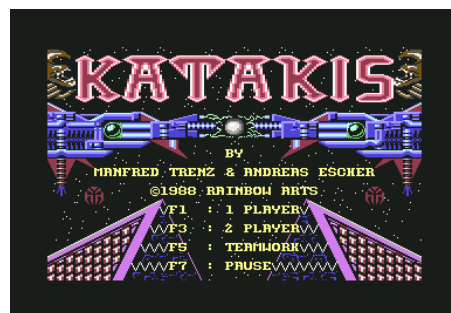 KATAKIS
BY
MANFRED TRENZ & ANDREAS ESCHER
©1988 RAINBOW ARTS
F1 : 1 PLAYER
F3 : 2 PLAYER
F5 : TEAMWORK
F7 : PAUSE